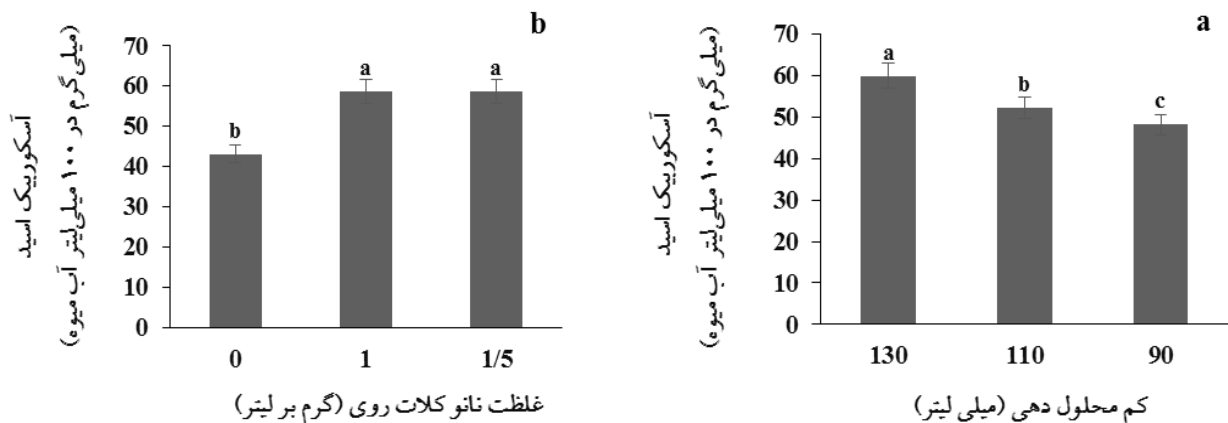 b
آسکوربیک اسید
(میلی‌گرم در ۱۰۰ میلی‌لیتر آب میوه)
70
60
50
40
30
20
10
0
b
a
a
0 1 1/5
غلظت نانو کلات روی (گرم بر لیتر)
a
آسکوربیک اسید
(میلی‌گرم در ۱۰۰ میلی‌لیتر آب میوه)
70
60
50
40
30
20
10
0
a
b
c
130 110 90
کم محلول دهی (میلی لیتر)